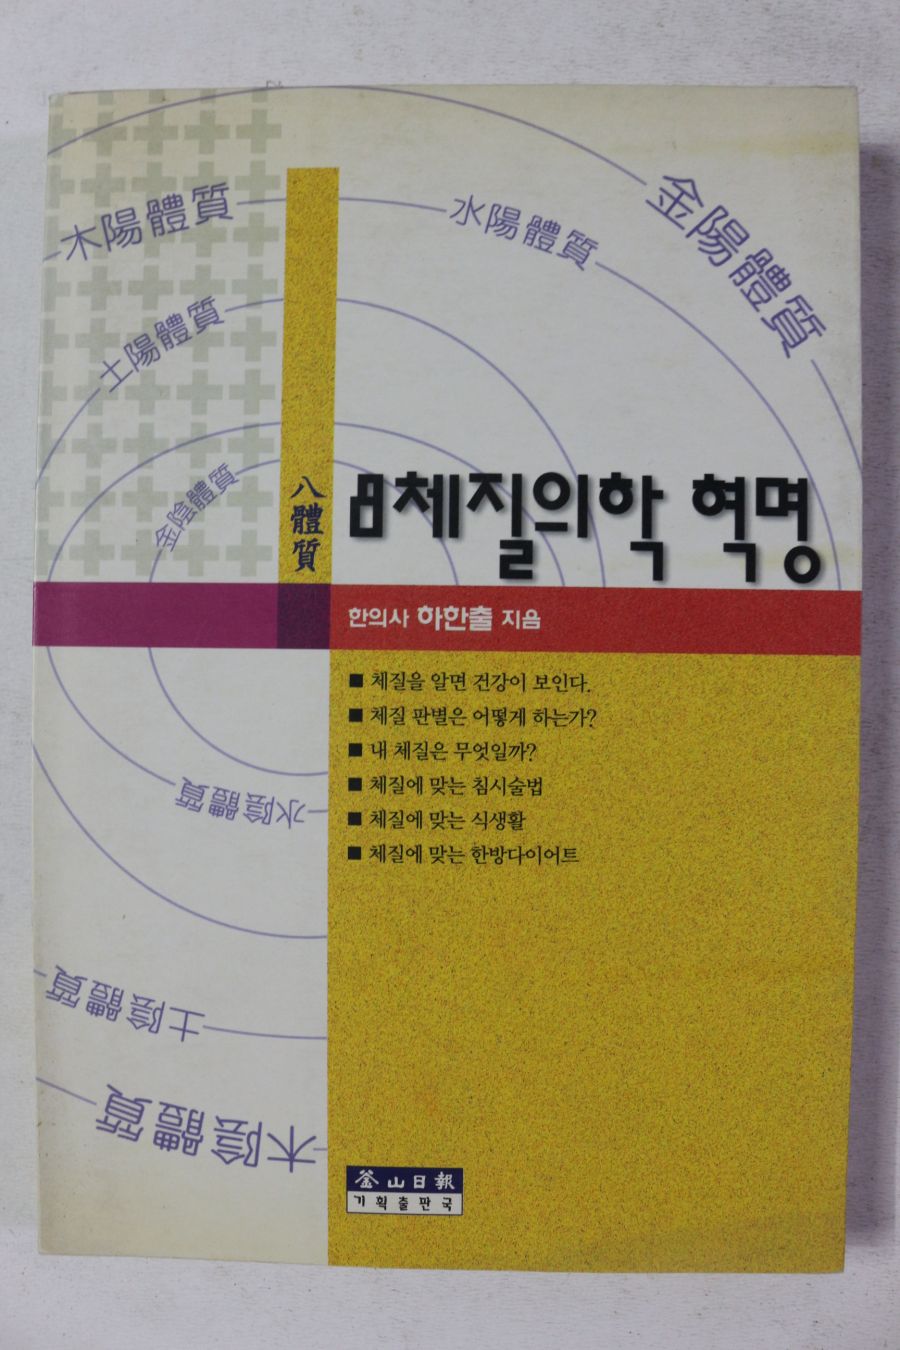 木陽體質
水陽體質
金陽體質
土陽體質
金陰體質
八體質
8체질의학 혁명
한의사 하한출 지음
■ 체질을 알면 건강이 보인다.
■ 체질 판별은 어떻게 하는가?
■ 내 체질은 무엇일까?
■ 체질에 맞는 침시술법
■ 체질에 맞는 식생활
■ 체질에 맞는 한방다이어트
水陰體質
土陰體質
木陰體質
釜山日報
기획출판국